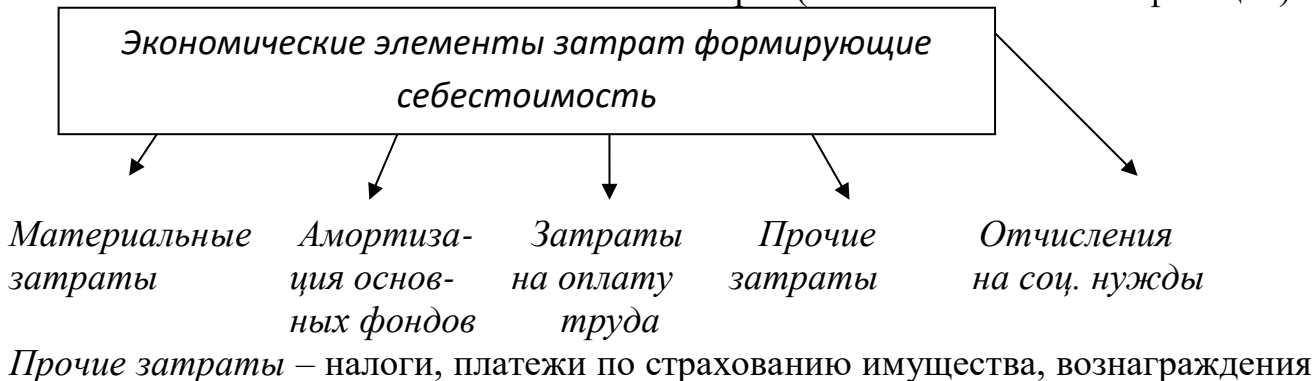 Экономические элементы затрат формирующие
себестоимость
Материальные Амортиза- Затраты Прочие Отчисления
затраты ция основ- на оплату затраты на соц. нужды
ных фондов труда
Прочие затраты – налоги, платежи по страхованию имущества, вознаграждения